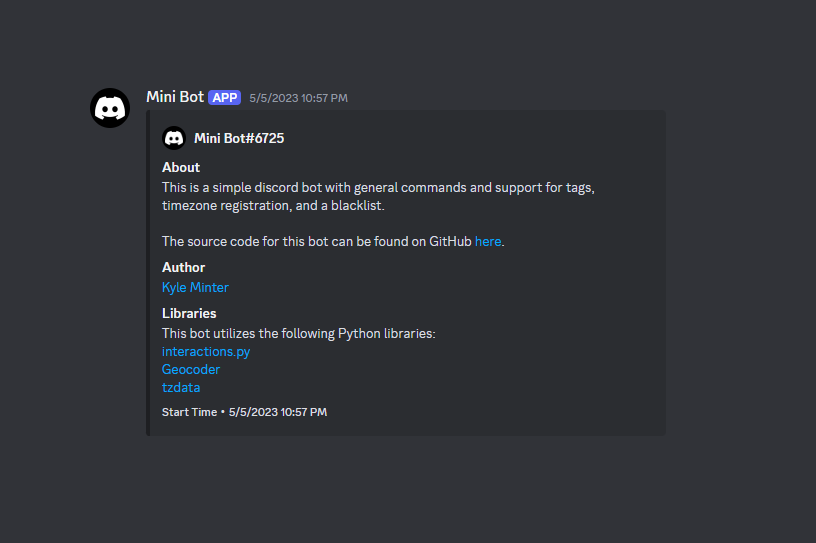 Mini Bot APP 5/5/2023 10:57 PM
Mini Bot#6725
About
This is a simple discord bot with general commands and support for tags,
timezone registration, and a blacklist.
The source code for this bot can be found on GitHub here.
Author
Kyle Minter
Libraries
This bot utilizes the following Python libraries:
interactions.py
Geocoder
tzdata
Start Time • 5/5/2023 10:57 PM